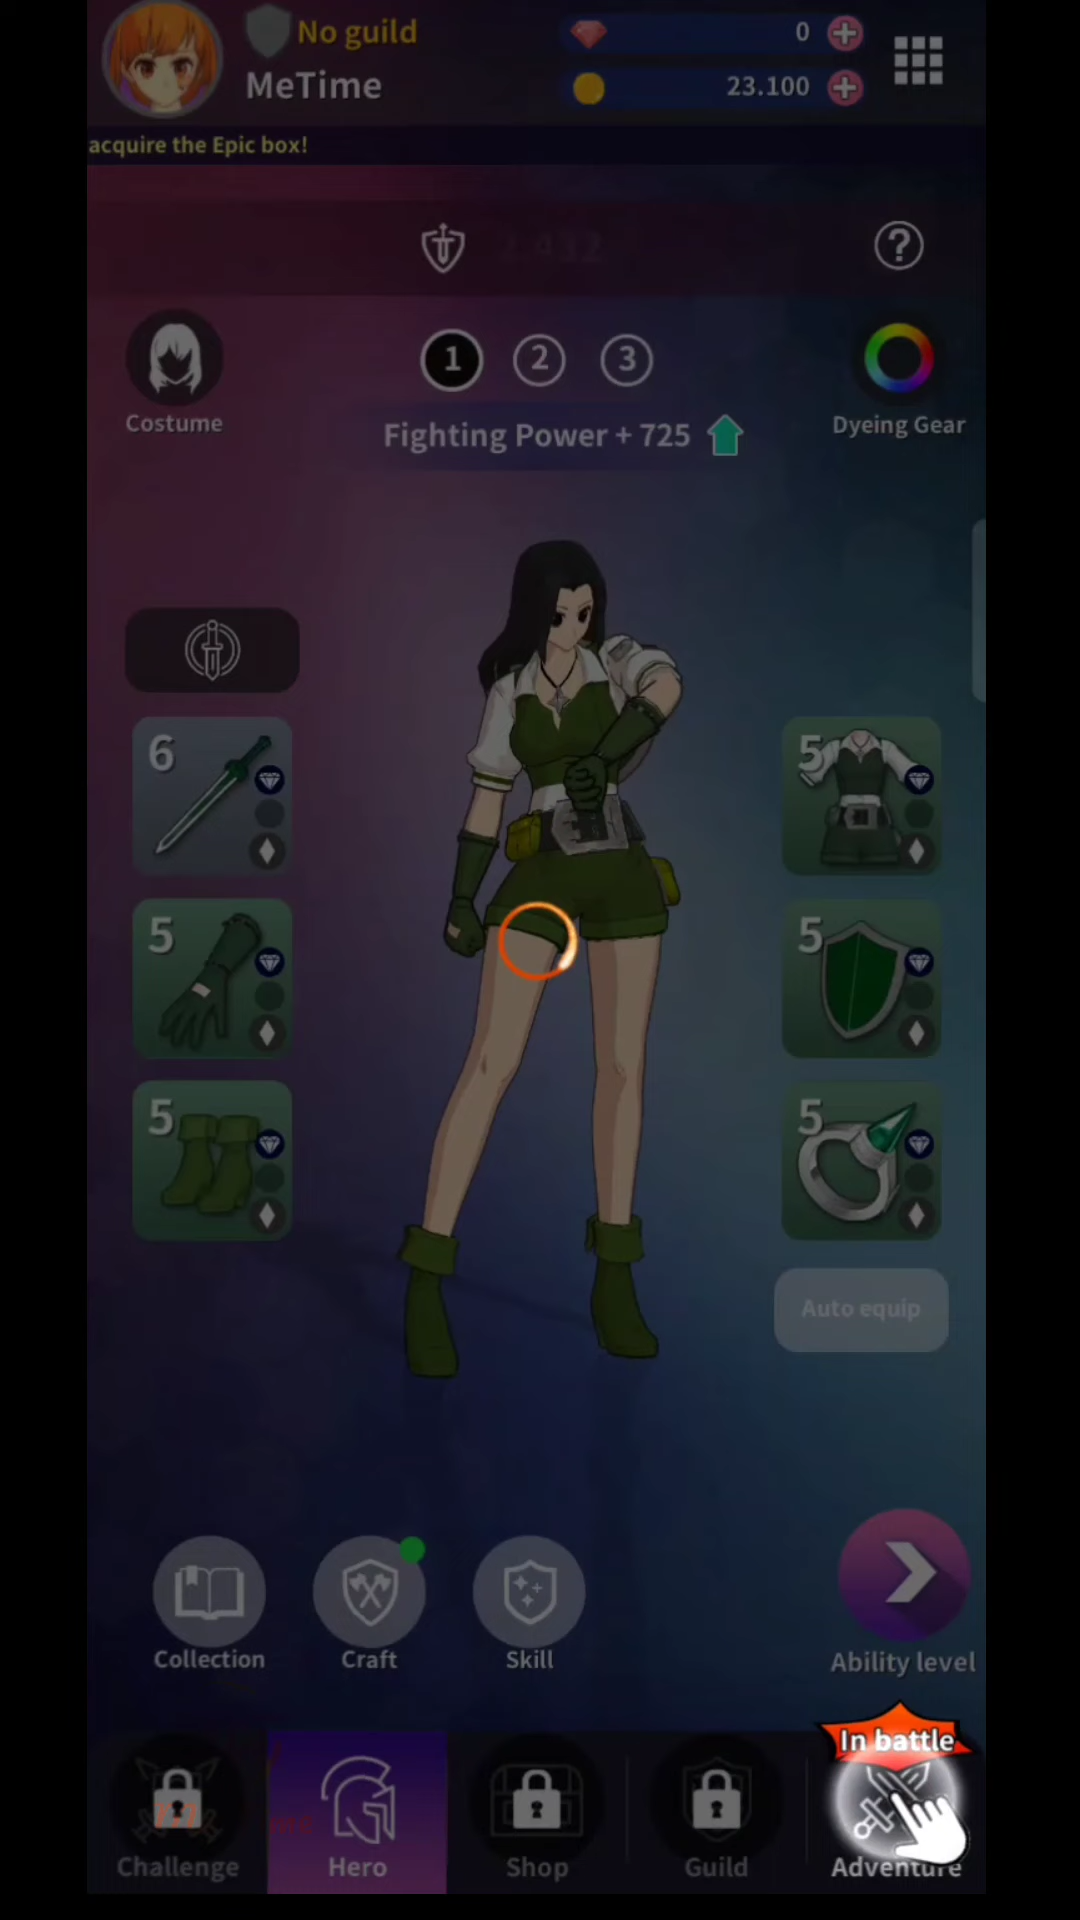 No guild
0
MeTime
23.100
acquire the Epic box!
2.432
?
1 2 3
Costume
Dyeing Gear
Fighting Power + 725
6
5
5
5
5
5
Auto equip
Collection
Craft
Skill
Ability level
In battle
Challenge
Hero
Shop
Guild
Adventure